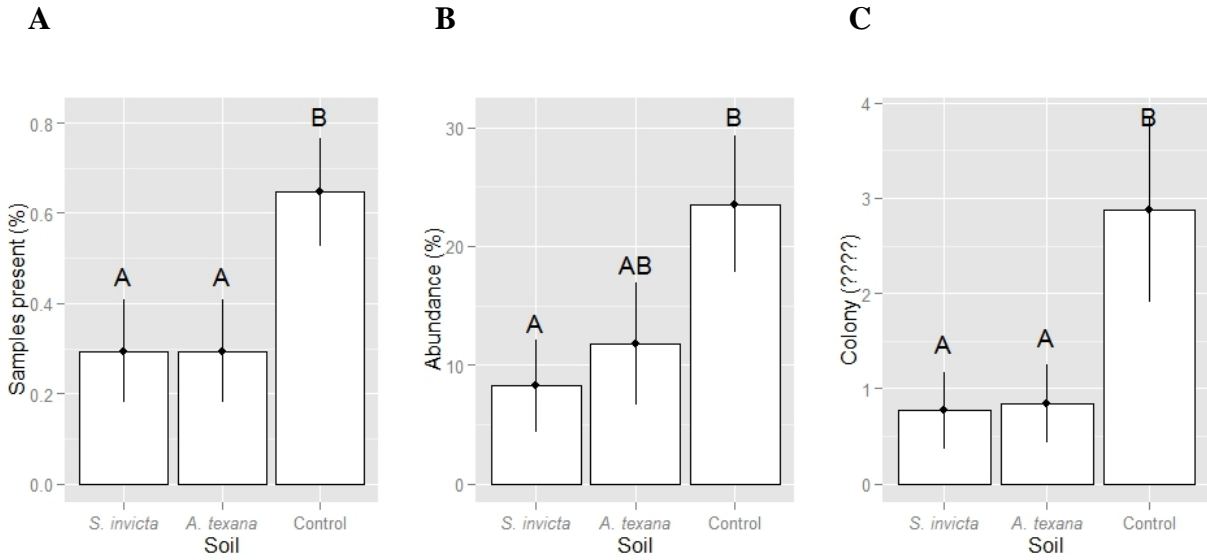 A
B
C
Samples present (%)
0.8
0.6
0.4
0.2
0.0
A
A
B
S. invicta
A. texana
Control
Soil
Abundance (%)
30
20
10
0
A
AB
B
S. invicta
A. texana
Control
Soil
Colony (????)
4
3
2
1
0
A
A
B
S. invicta
A. texana
Control
Soil